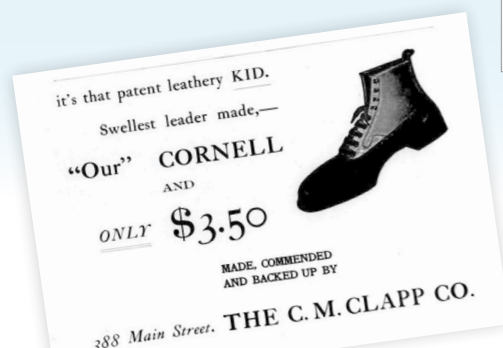 it's that patent leathery KID.
Swellest leader made,—
“Our” CORNELL
AND
ONLY $3.50
MADE, COMMENDED
AND BACKED UP BY
388 Main Street. THE C. M. CLAPP CO.